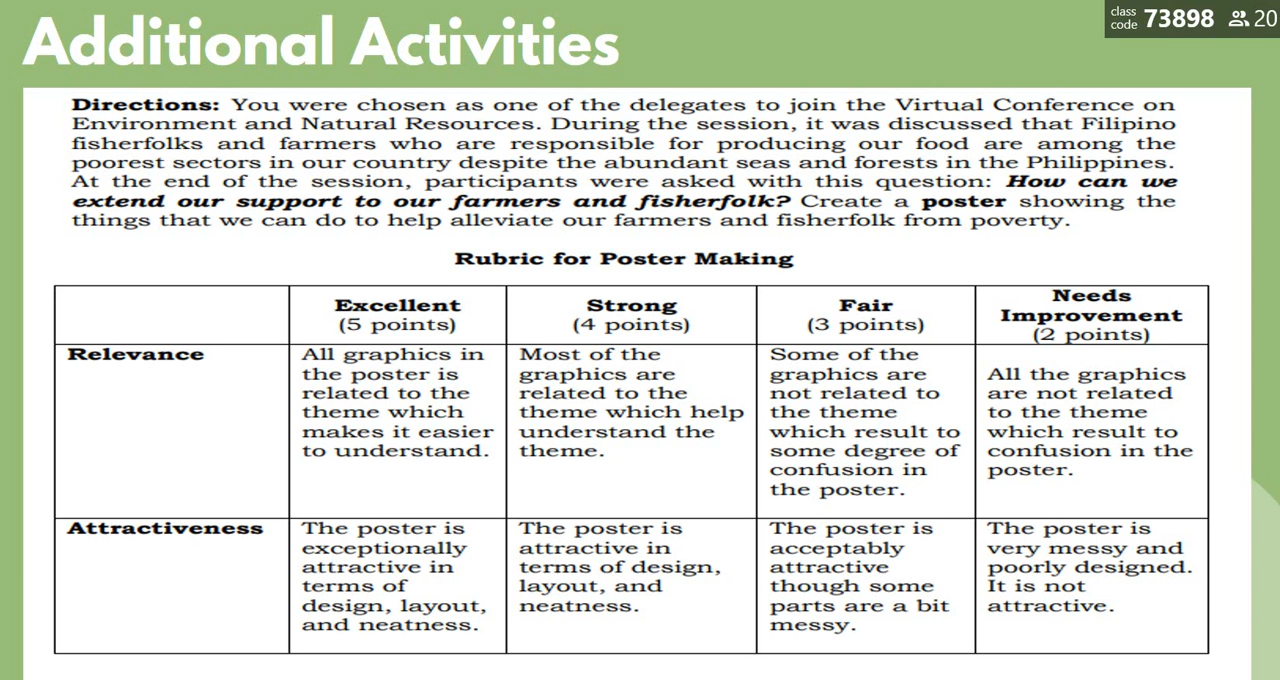 Additional Activities
class
code 73898 20
Directions: You were chosen as one of the delegates to join the Virtual Conference on
Environment and Natural Resources. During the session, it was discussed that Filipino
fisherfolks and farmers who are responsible for producing our food are among the
poorest sectors in our country despite the abundant seas and forests in the Philippines.
At the end of the session, participants were asked with this question: How can we
extend our support to our farmers and fisherfolk? Create a poster showing the
things that we can do to help alleviate our farmers and fisherfolk from poverty.
Rubric for Poster Making
Excellent
(5 points)
Strong
(4 points)
Fair
(3 points)
Needs
Improvement
(2 points)
Relevance
All graphics in
the poster is
related to the
theme which
makes it easier
to understand.
Most of the
graphics are
related to the
theme which help
understand the
theme.
Some of the
graphics are
not related to
the theme
which result to
some degree of
confusion in
the poster.
All the graphics
are not related
to the theme
which result to
confusion in the
poster.
Attractiveness
The poster is
exceptionally
attractive in
terms of
design, layout,
and neatness.
The poster is
attractive in
terms of design,
layout, and
neatness.
The poster is
acceptably
attractive
though some
parts are a bit
messy.
The poster is
very messy and
poorly designed.
It is not
attractive.